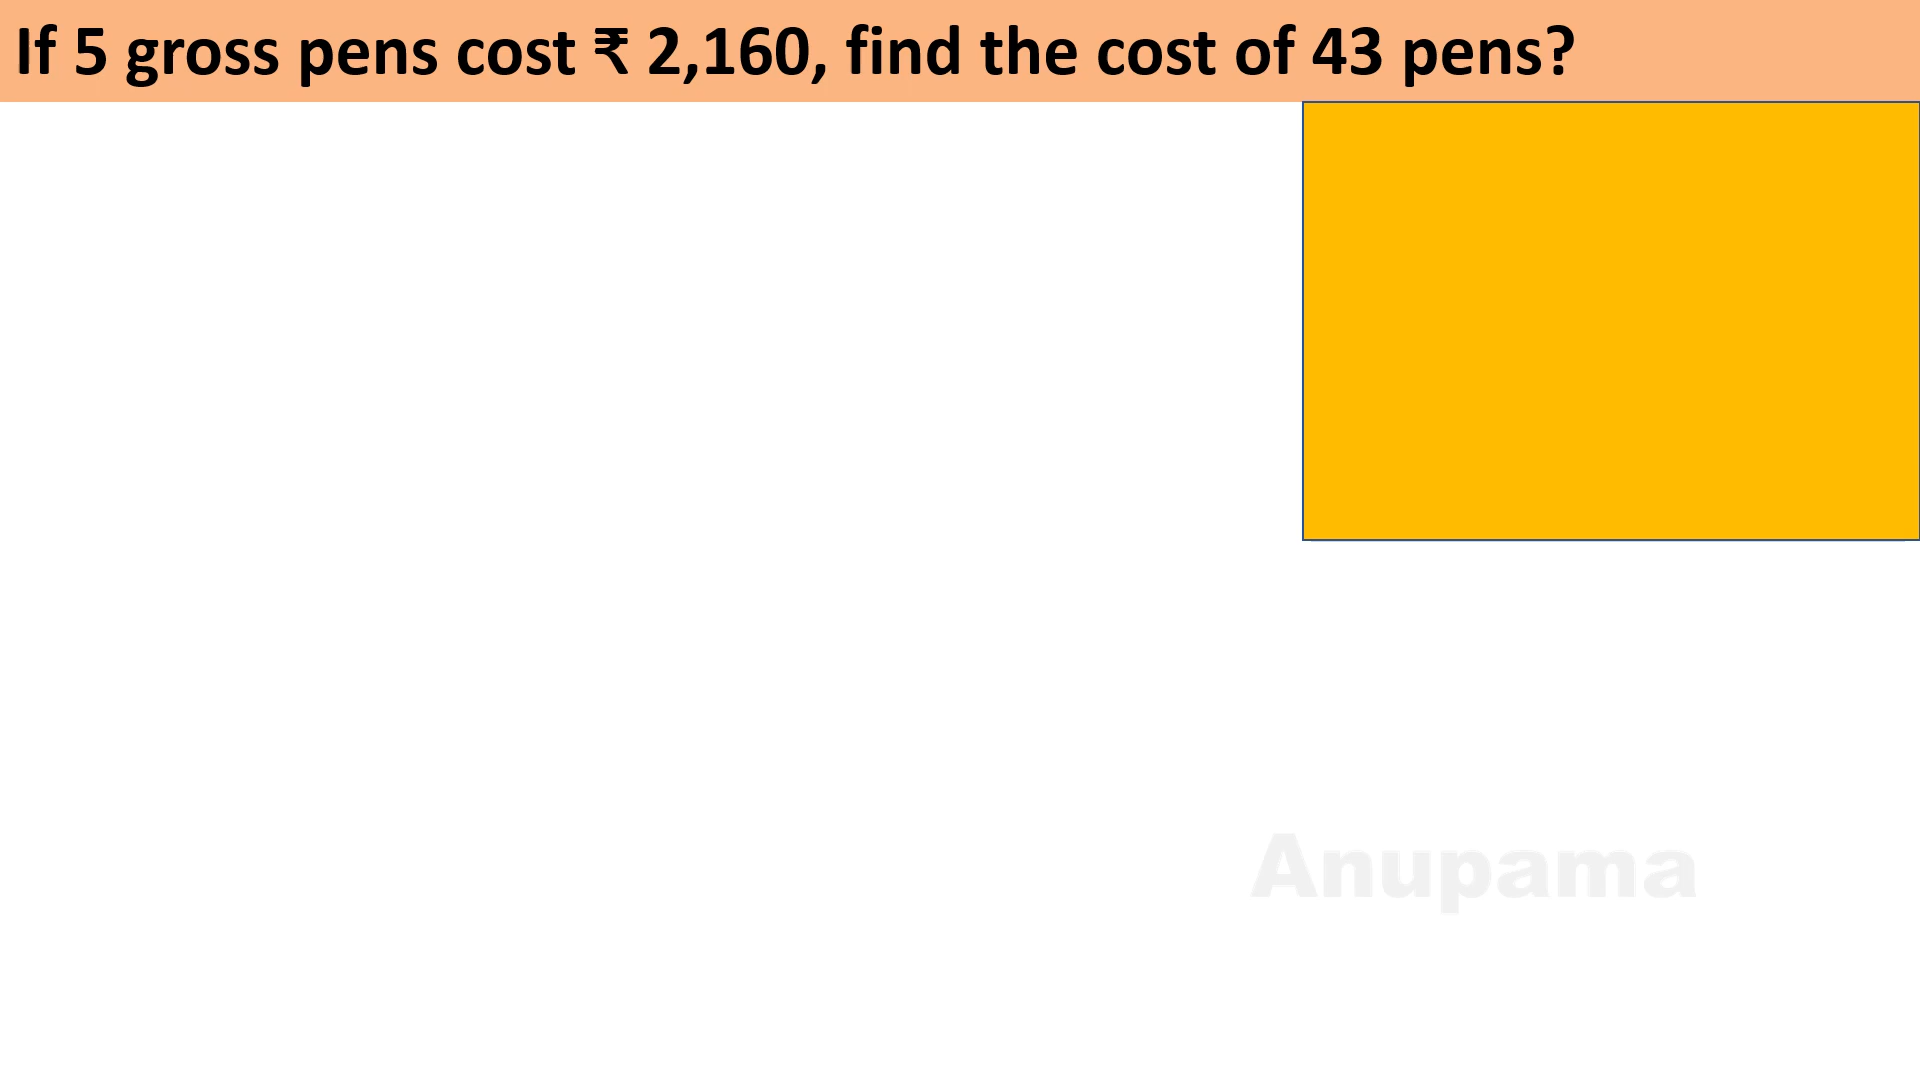 If 5 gross pens cost ₹ 2,160, find the cost of 43 pens?
Anupama